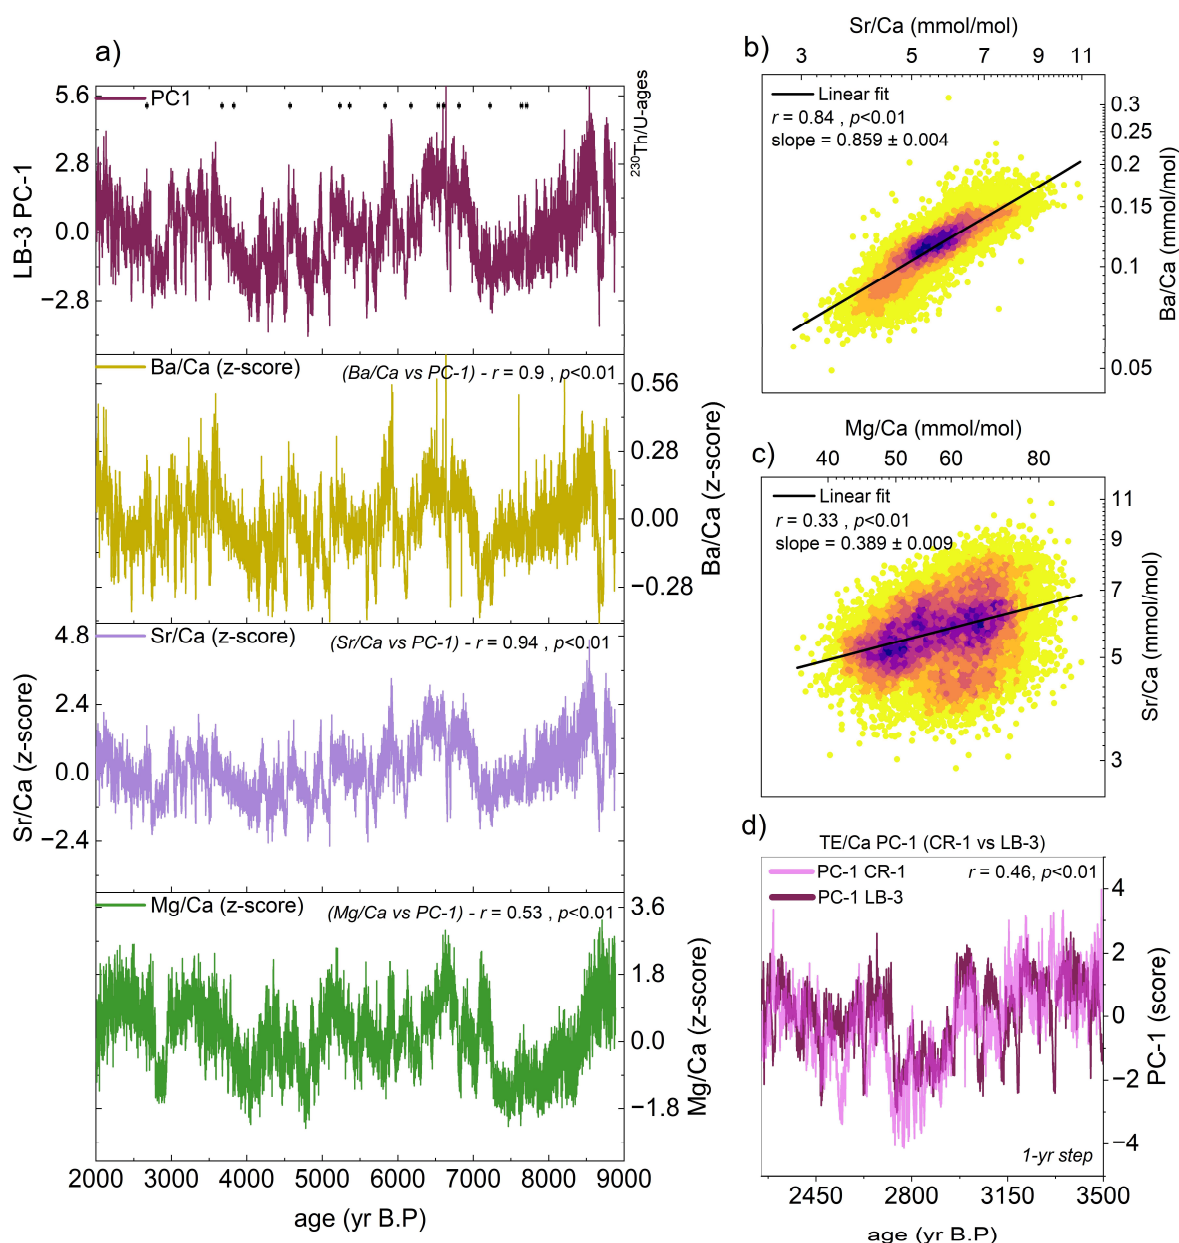 a)
PC1
5.6
2.8
0.0
−2.8
LB-3 PC-1
²³⁰Th/U-ages
Ba/Ca (z-score)
(Ba/Ca vs PC-1) - r = 0.9 , p<0.01
0.56
0.28
0.00
−0.28
Ba/Ca (z-score)
Sr/Ca (z-score)
(Sr/Ca vs PC-1) - r = 0.94 , p<0.01
4.8
2.4
0.0
−2.4
Sr/Ca (z-score)
Mg/Ca (z-score)
(Mg/Ca vs PC-1) - r = 0.53 , p<0.01
3.6
1.8
0.0
−1.8
Mg/Ca (z-score)
2000 3000 4000 5000 6000 7000 8000 9000
age (yr B.P)
b)
Sr/Ca (mmol/mol)
3 5 7 9 11
Linear fit
r = 0.84 , p<0.01
slope = 0.859 ± 0.004
0.3
0.25
0.2
0.15
0.1
0.05
Ba/Ca (mmol/mol)
c)
Mg/Ca (mmol/mol)
40 50 60 80
Linear fit
r = 0.33 , p<0.01
slope = 0.389 ± 0.009
11
9
7
5
3
Sr/Ca (mmol/mol)
d)
TE/Ca PC-1 (CR-1 vs LB-3)
PC-1 CR-1
r = 0.46, p<0.01
PC-1 LB-3
4
2
0
−2
−4
PC-1 (score)
1-yr step
2450 2800 3150 3500
age (yr B.P)